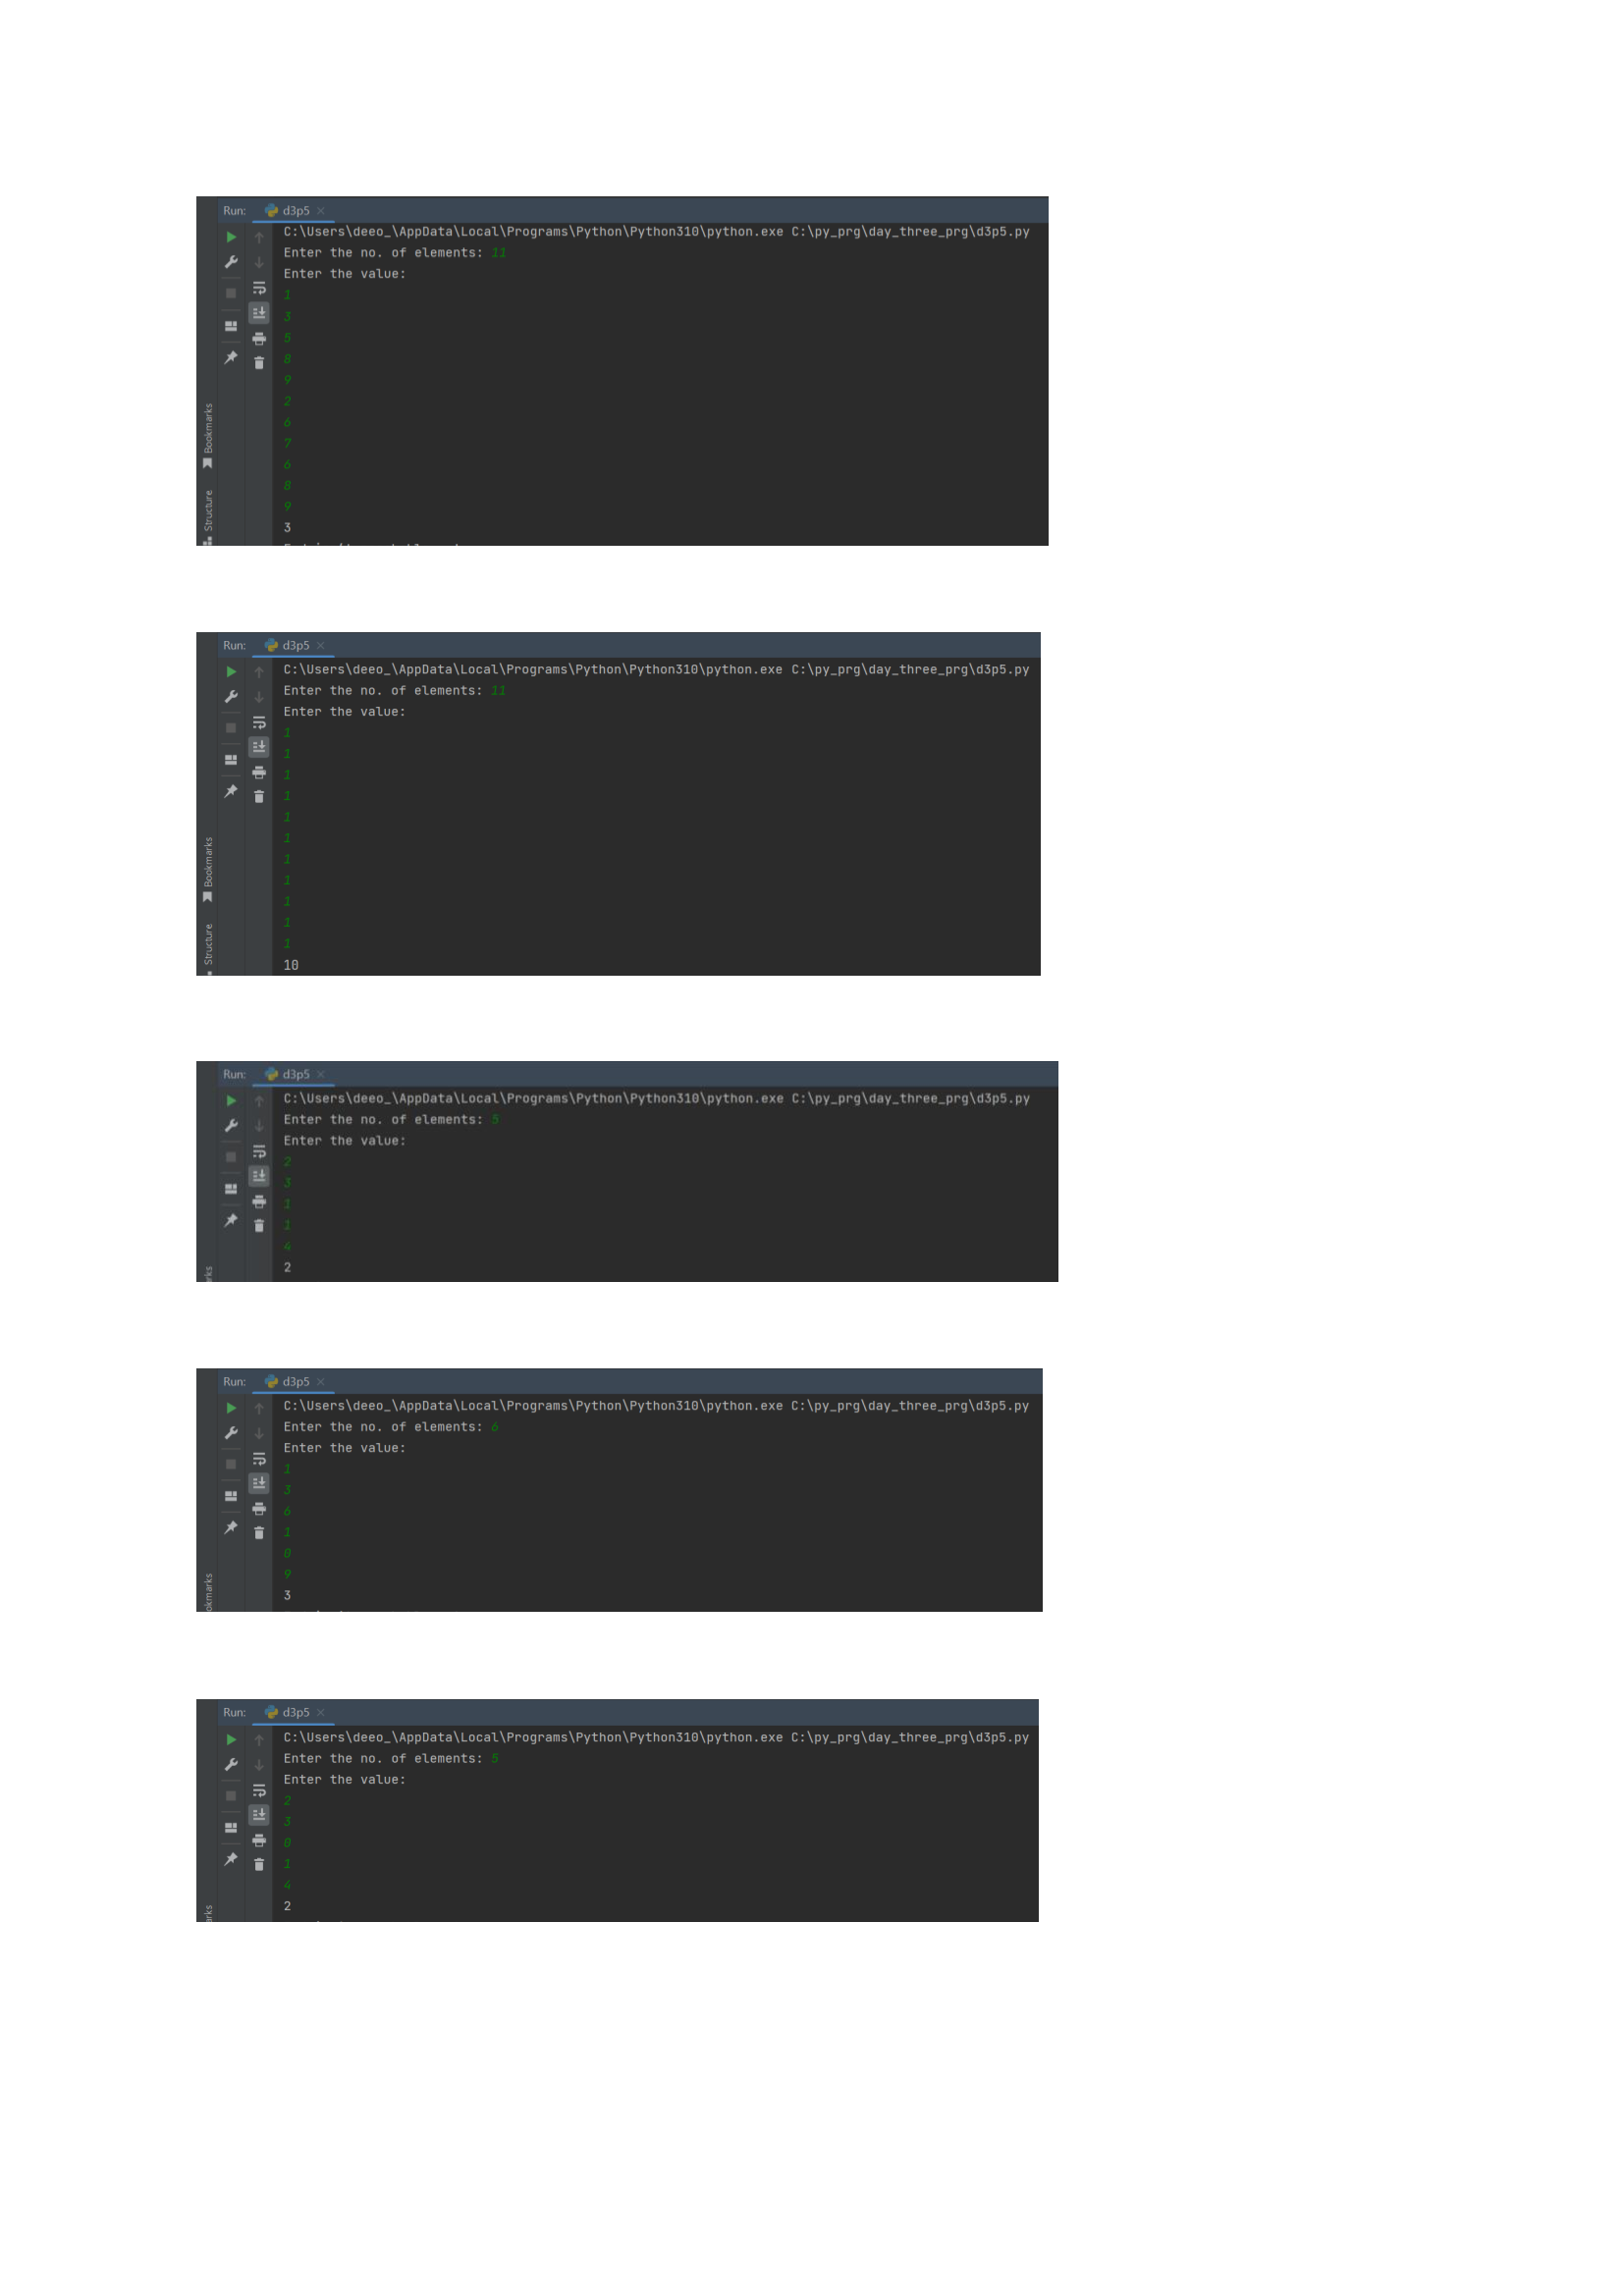 Run: d3p5
C:\Users\deeo_\AppData\Local\Programs\Python\Python310\python.exe C:\py_prg\day_three_prg\d3p5.py
Enter the no. of elements: 11
Enter the value:
1
3
5
8
9
2
6
7
6
8
9
3
Bookmarks
Structure
Run: d3p5
C:\Users\deeo_\AppData\Local\Programs\Python\Python310\python.exe C:\py_prg\day_three_prg\d3p5.py
Enter the no. of elements: 11
Enter the value:
1
1
1
1
1
1
1
1
1
1
1
10
Bookmarks
Structure
Run: d3p5
C:\Users\deeo_\AppData\Local\Programs\Python\Python310\python.exe C:\py_prg\day_three_prg\d3p5.py
Enter the no. of elements: 5
Enter the value:
2
3
1
1
4
2
rks
Run: d3p5
C:\Users\deeo_\AppData\Local\Programs\Python\Python310\python.exe C:\py_prg\day_three_prg\d3p5.py
Enter the no. of elements: 6
Enter the value:
1
3
6
1
0
9
3
okmarks
Run: d3p5
C:\Users\deeo_\AppData\Local\Programs\Python\Python310\python.exe C:\py_prg\day_three_prg\d3p5.py
Enter the no. of elements: 5
Enter the value:
2
3
0
1
4
2
arks